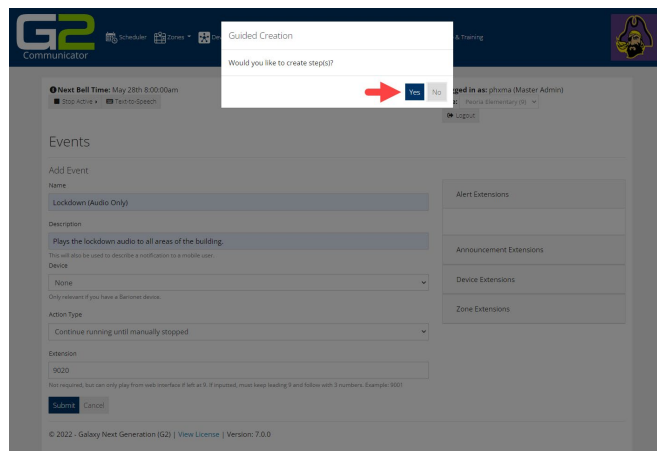 G2
Communicator
Scheduler Zones Dev
Guided Creation
& Training
Would you like to create step(s)?
Yes No
Next Bell Time: May 28th 8:00:00am
gged in as: phxma (Master Admin)
Stop Active Text-to-Speech
Logout
Events
Add Event
Name
Lockdown (Audio Only)
Alert Extensions
Description
Plays the lockdown audio to all areas of the building.
This will also be used to describe a notification to a mobile user.
Announcement Extensions
Device
None
Device Extensions
Only relevant if you have a Barionet device.
Zone Extensions
Action Type
Continue running until manually stopped
Extension
9020
Not required, but can only play from web interface if left at 0. If inputted, must keep leading 9 and follow with 3 numbers. Example: 9001
Submit Cancel
© 2022 - Galaxy Next Generation (G2) | View License | Version: 7.0.0